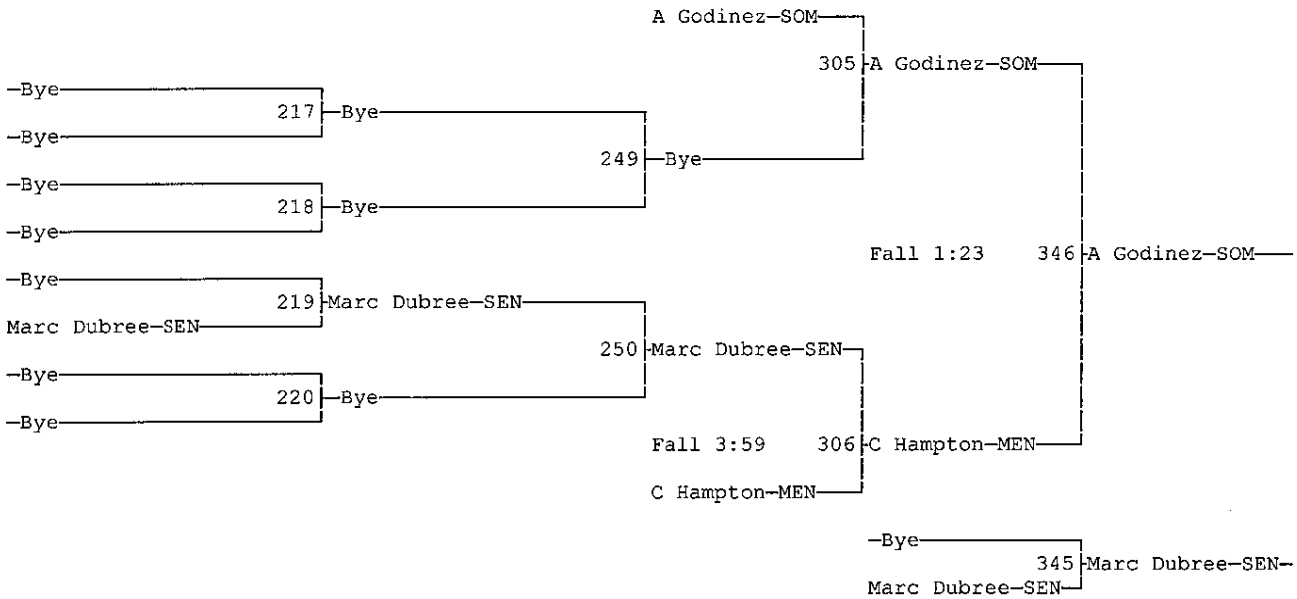 A Godinez-SOM
305 A Godinez-SOM
-Bye
217 -Bye
-Bye
249 -Bye
-Bye
218 -Bye
-Bye
Fall 1:23 346 A Godinez-SOM
-Bye
219 Marc Dubree-SEN
Marc Dubree-SEN
250 Marc Dubree-SEN
-Bye
220 -Bye
-Bye
Fall 3:59 306 C Hampton-MEN
C Hampton-MEN
-Bye
345 Marc Dubree-SEN
Marc Dubree-SEN